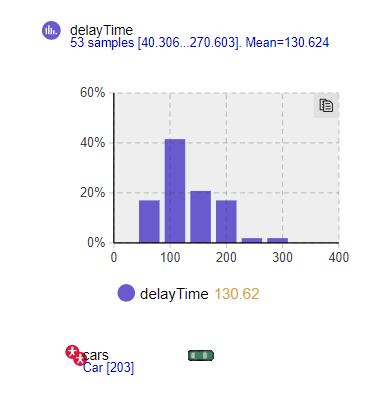 delayTime
53 samples [40.306...270.603]. Mean=130.624
60%
40%
20%
0%
0 100 200 300 400
delayTime 130.62
cars
Car [203]